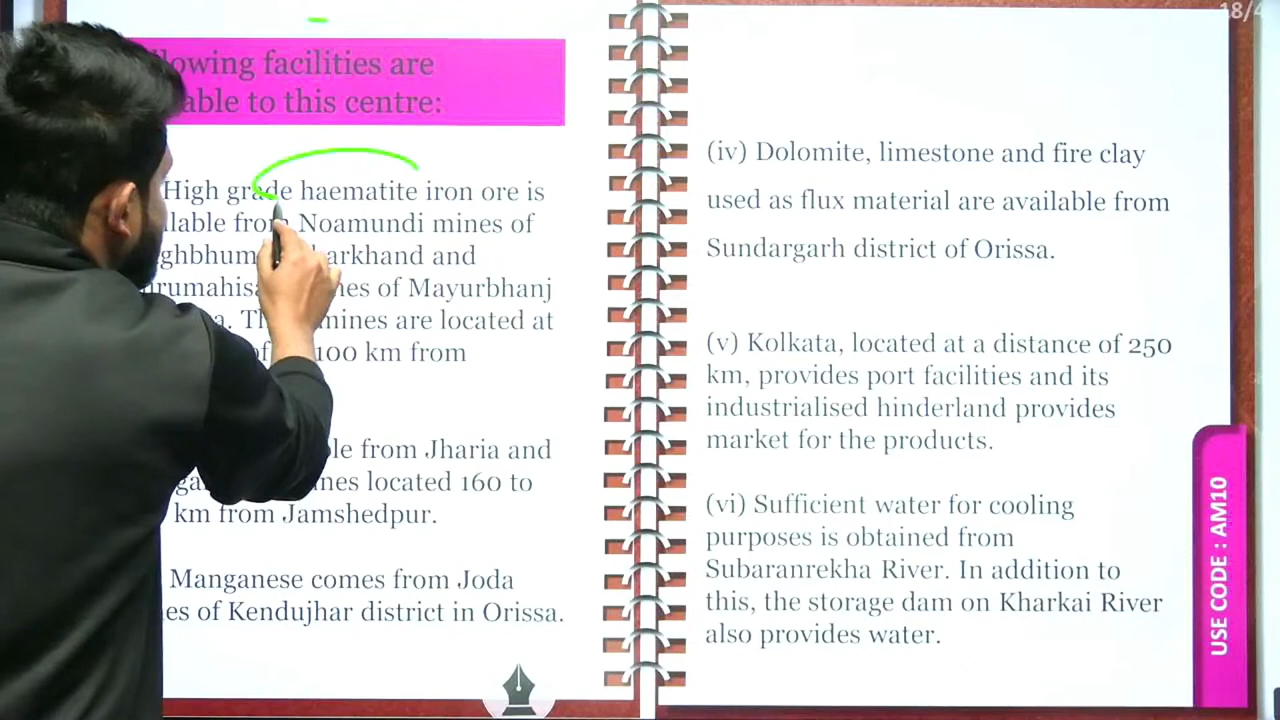 18/4
lowing facilities are
able to this centre:
High grade haematite iron ore is
lable from Noamundi mines of
ghbhum arkhand and
rumahisa nes of Mayurbhanj
a. Th mines are located at
of 100 km from
le from Jharia and
ga nes located 160 to
km from Jamshedpur.
Manganese comes from Joda
es of Kendujhar district in Orissa.
(iv) Dolomite, limestone and fire clay
used as flux material are available from
Sundargarh district of Orissa.
(v) Kolkata, located at a distance of 250
km, provides port facilities and its
industrialised hinderland provides
market for the products.
(vi) Sufficient water for cooling
purposes is obtained from
Subaranrekha River. In addition to
this, the storage dam on Kharkai River
also provides water.
USE CODE : AM10